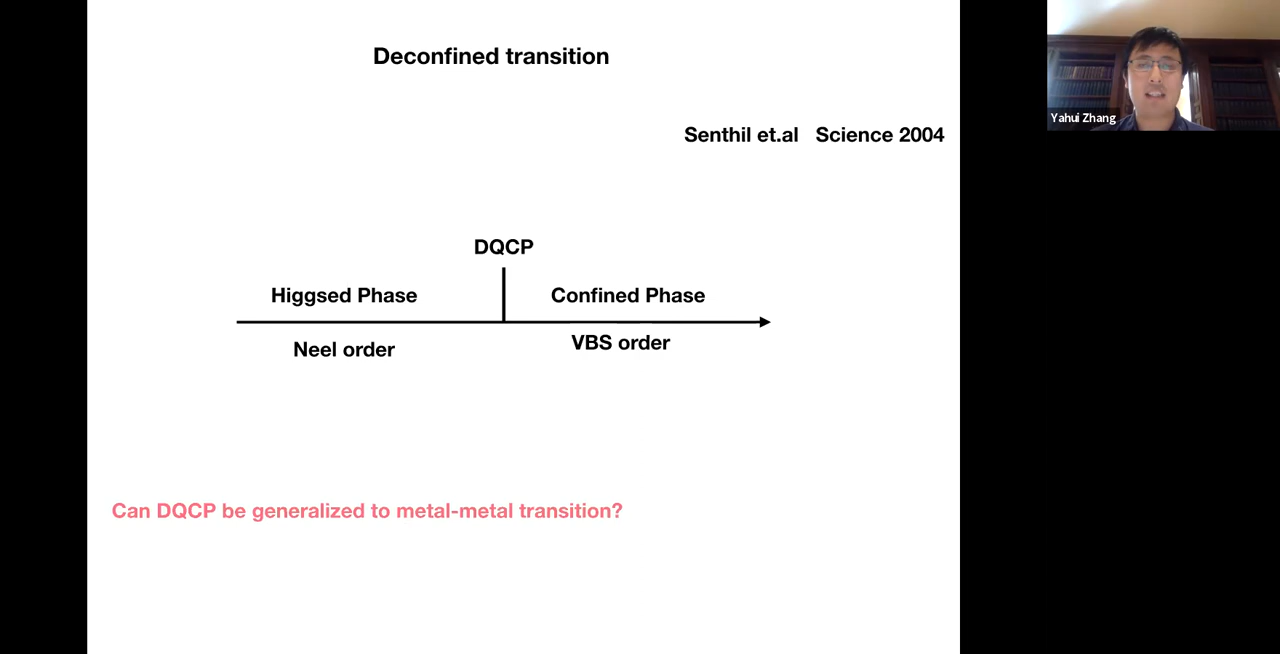 Deconfined transition
Senthil et.al Science 2004
DQCP
Higgsed Phase
Confined Phase
Neel order
VBS order
Can DQCP be generalized to metal-metal transition?
Yahui Zhang